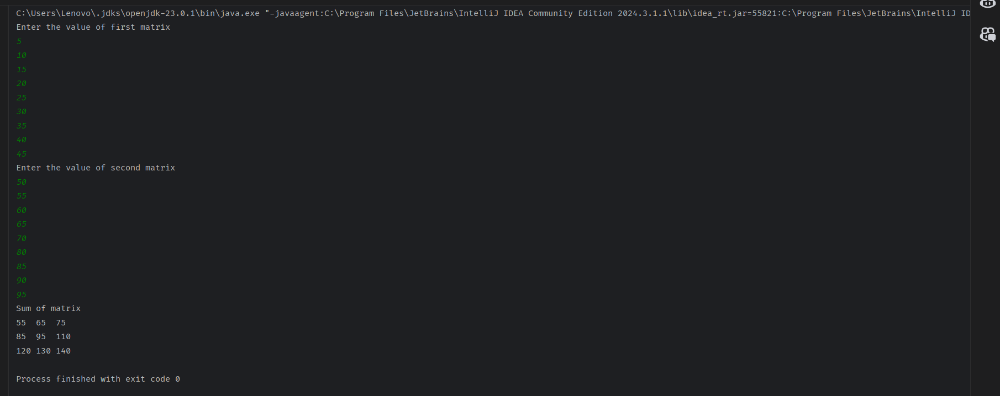 C:\Users\Lenovo\.jdks\openjdk-23.0.1\bin\java.exe "-javaagent:C:\Program Files\JetBrains\IntelliJ IDEA Community Edition 2024.3.1.1\lib\idea_rt.jar=55821:C:\Program Files\JetBrains\IntelliJ ID
Enter the value of first matrix
5
10
15
20
25
30
35
40
45
Enter the value of second matrix
50
55
60
65
70
80
85
90
95
Sum of matrix
55  65  75
85  95  110
120 130 140
Process finished with exit code 0